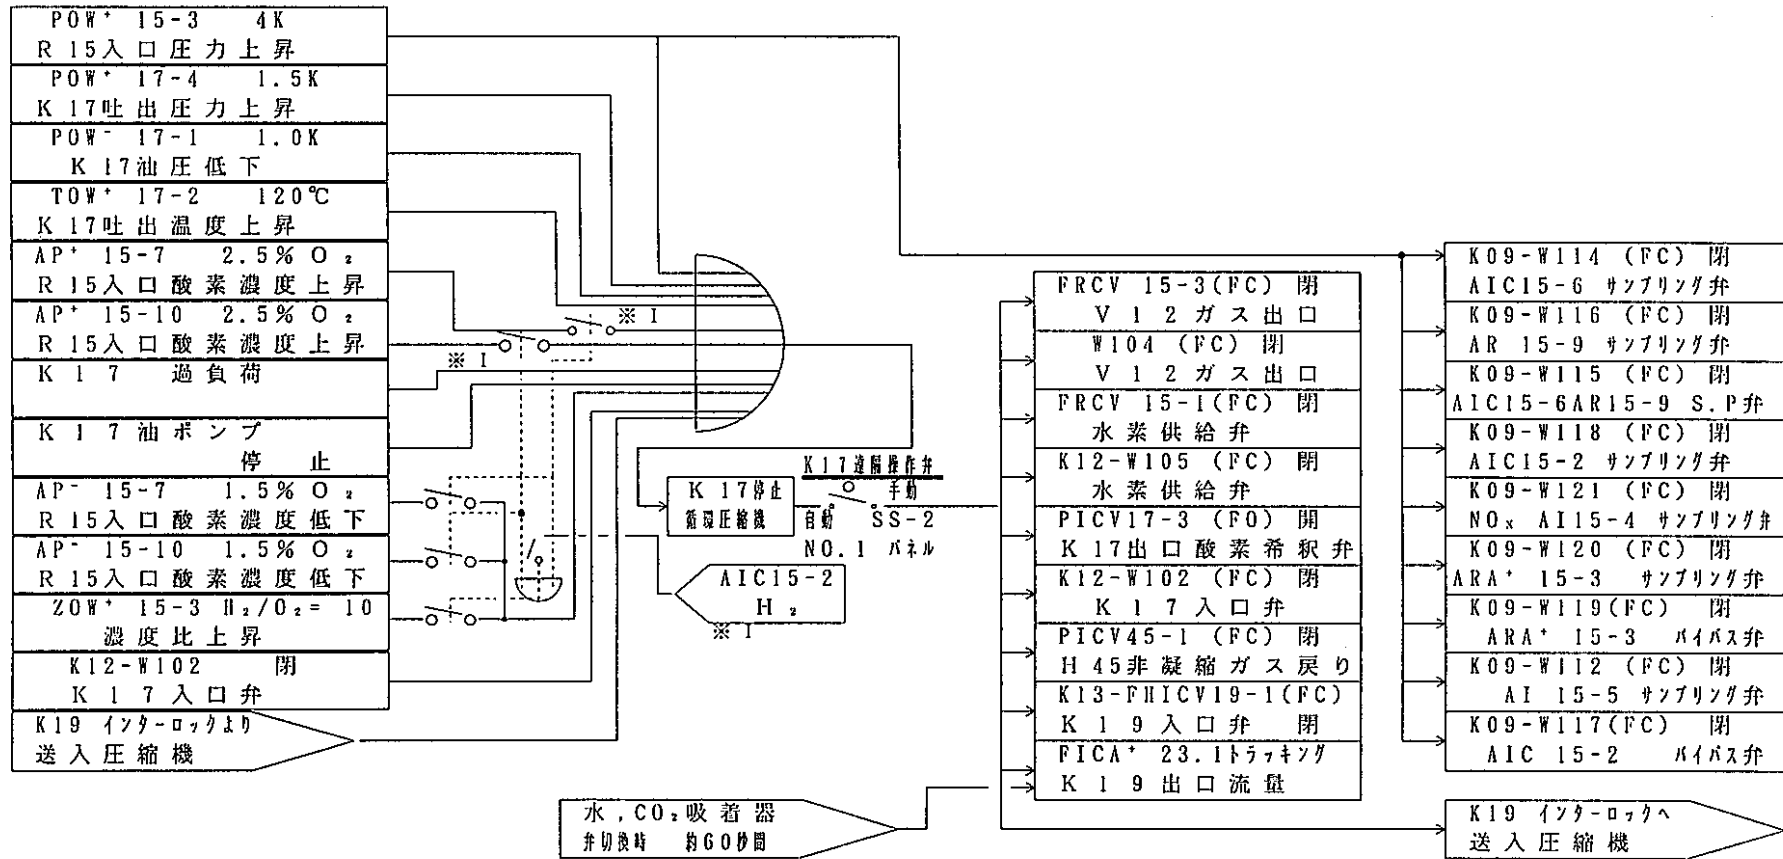 POW⁺ 15-3 4K
R 15入口圧力上昇
POW⁺ 17-4 1.5K
K 17吐出圧力上昇
POW⁻ 17-1 1.0K
K 17油圧低下
TOW⁺ 17-2 120℃
K 17吐出温度上昇
AP⁺ 15-7 2.5% O₂
R 15入口酸素濃度上昇
AP⁺ 15-10 2.5% O₂
R 15入口酸素濃度上昇
K 1 7 過負荷
K 1 7油ポンプ
停 止
AP⁻ 15-7 1.5% O₂
R 15入口酸素濃度低下
AP⁻ 15-10 1.5% O₂
R 15入口酸素濃度低下
ZOW⁺ 15-3 H₂/O₂= 10
濃度比上昇
K12-W102 閉
K 1 7 入口弁
K19 インターロックより
送入圧縮機
※ I
※ I
K 17停止
循環圧縮機
K17遠隔操作弁
手動
自動 SS-2
NO.1 パネル
AIC15-2
H₂
※ I
水,CO₂吸着器
弁切換時 約60秒間
FRCV 15-3(FC) 閉
V 1 2 ガス出口
W104 (FC) 閉
V 1 2 ガス出口
FRCV 15-1(FC) 閉
水素供給弁
K12-W105 (FC) 閉
水素供給弁
PICV17-3 (FO) 開
K 17出口酸素希釈弁
K12-W102 (FC) 閉
K 1 7 入口弁
PICV45-1 (FC) 閉
H 45非凝縮ガス戻り
K13-FHICV19-1(FC)
K 1 9 入口弁 閉
FICA⁺ 23.1トラッキング
K 1 9 出口流量
K09-W114 (FC) 閉
AIC15-6 サンプリング弁
K09-W116 (FC) 閉
AR 15-9 サンプリング弁
K09-W115 (FC) 閉
AIC15-6AR15-9 S.P弁
K09-W118 (FC) 閉
AIC15-2 サンプリング弁
K09-W121 (FC) 閉
NOx AI15-4 サンプリング弁
K09-W120 (FC) 閉
ARA⁺ 15-3 サンプリング弁
K09-W119(FC) 閉
ARA⁺ 15-3 バイパス弁
K09-W112 (FC) 閉
AI 15-5 サンプリング弁
K09-W117(FC) 閉
AIC 15-2 バイパス弁
K19 インターロックへ
送入圧縮機